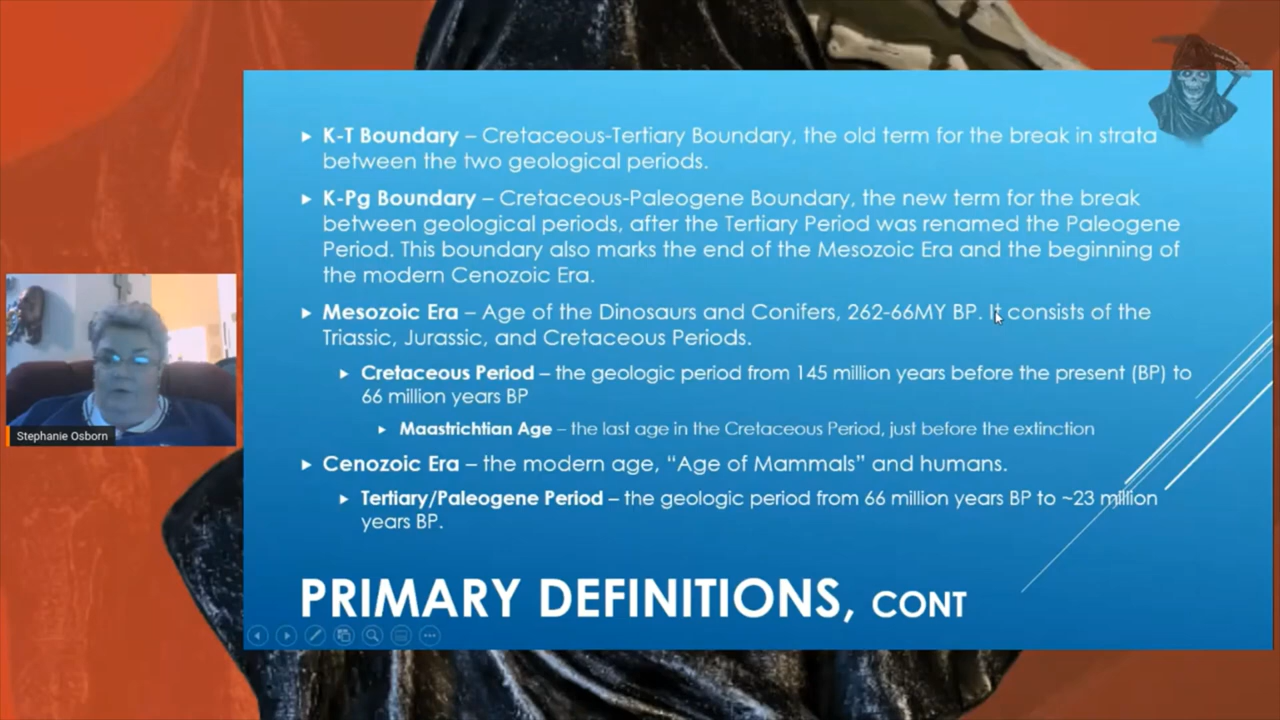 K-T Boundary – Cretaceous-Tertiary Boundary, the old term for the break in strata
between the two geological periods.
K-Pg Boundary – Cretaceous-Paleogene Boundary, the new term for the break
between geological periods, after the Tertiary Period was renamed the Paleogene
Period. This boundary also marks the end of the Mesozoic Era and the beginning of
the modern Cenozoic Era.
Mesozoic Era – Age of the Dinosaurs and Conifers, 262-66MY BP. It consists of the
Triassic, Jurassic, and Cretaceous Periods.
Cretaceous Period – the geologic period from 145 million years before the present (BP) to
66 million years BP
Maastrichtian Age – the last age in the Cretaceous Period, just before the extinction
Cenozoic Era – the modern age, “Age of Mammals” and humans.
Tertiary/Paleogene Period – the geologic period from 66 million years BP to ~23 million
years BP.
PRIMARY DEFINITIONS, CONT
Stephanie Osborn